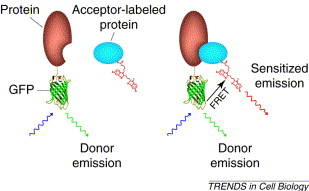 Protein
Acceptor-labeled
protein
GFP
Donor
emission
FRET
Sensitized
emission
Donor
emission
TRENDS in Cell Biology